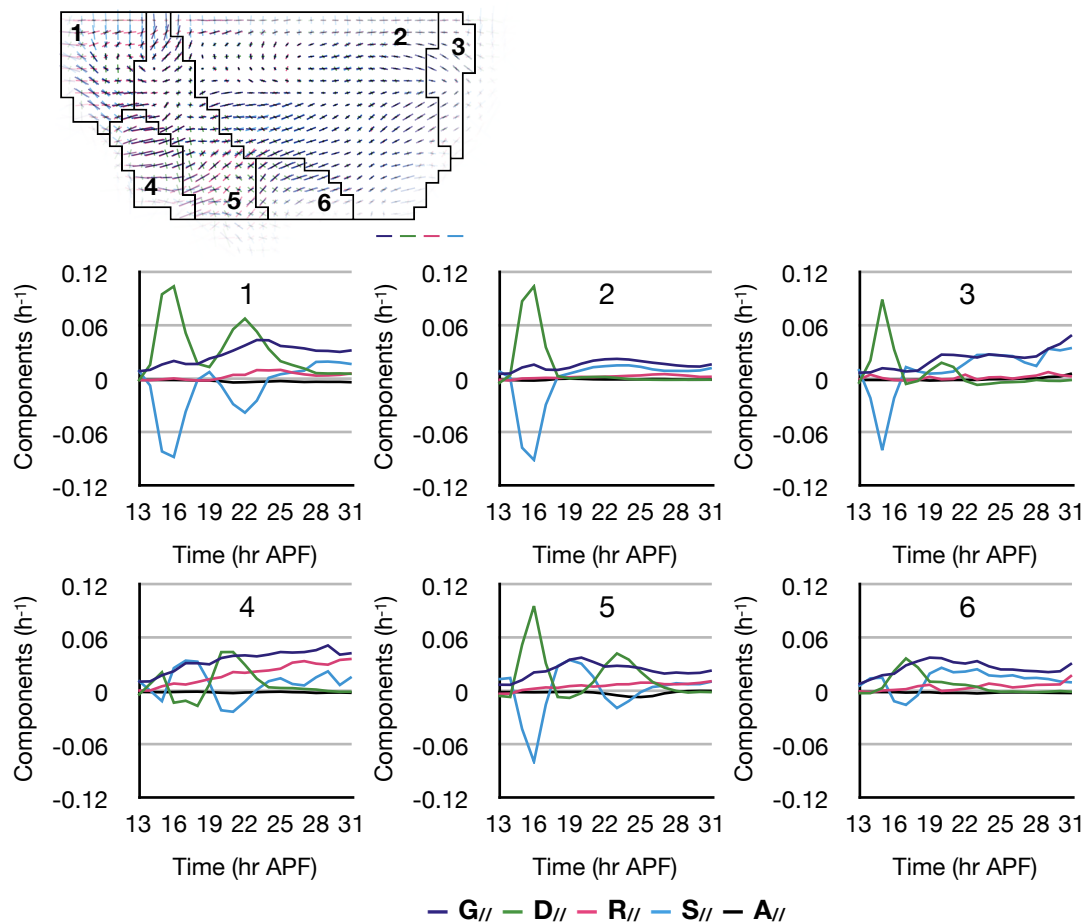 1 2 3
4 5 6
Components (h-1) 0.12 0.06 0 -0.06 -0.12 1 13 16 19 22 25 28 31 Time (hr APF)
Components (h-1) 0.12 0.06 0 -0.06 -0.12 2 13 16 19 22 25 28 31 Time (hr APF)
Components (h-1) 0.12 0.06 0 -0.06 -0.12 3 13 16 19 22 25 28 31 Time (hr APF)
Components (h-1) 0.12 0.06 0 -0.06 -0.12 4 13 16 19 22 25 28 31 Time (hr APF)
Components (h-1) 0.12 0.06 0 -0.06 -0.12 5 13 16 19 22 25 28 31 Time (hr APF)
Components (h-1) 0.12 0.06 0 -0.06 -0.12 6 13 16 19 22 25 28 31 Time (hr APF)
G// D// R// S// A//